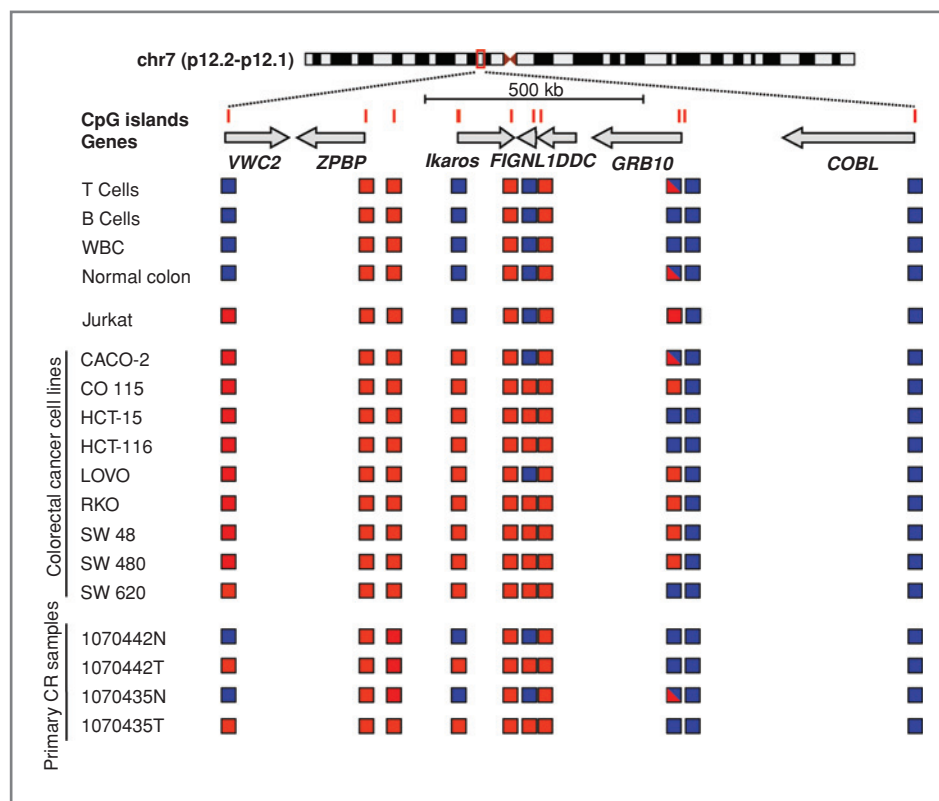 chr7 (p12.2-p12.1)
500 kb
CpG islands
Genes
VWC2 ZPBP Ikaros FIGNL1DDC GRB10 COBL
T Cells
B Cells
WBC
Normal colon
Jurkat
Colorectal cancer cell lines
CACO-2
CO 115
HCT-15
HCT-116
LOVO
RKO
SW 48
SW 480
SW 620
Primary CR samples
1070442N
1070442T
1070435N
1070435T